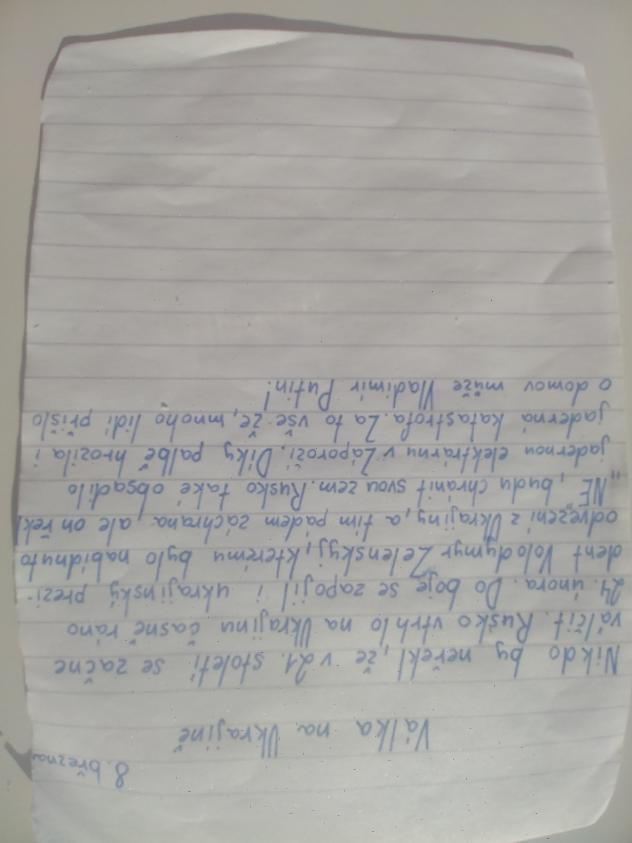 8. března
Válka na Ukrajině
Nikdo by neřekl, že v 21. století se začne
válčit. Rusko vtrhlo na Ukrajinu časně ráno
24. února. Do boje se zapojil i ukrajinský prezi-
dent Volodymyr Zelenskyj, kterému bylo nabídnuto
odvezení z Ukrajiny a, tím pádem záchrana, ale on řekl
„NE“, budu chránit svou zem. Rusko také obsadilo
jadernou elektrárnu v Záporoží. Díky palbě hrozila i
jaderná katastrofa. Za to vše že, mnoho lidí přišlo
o domov může Vladimir Putin!